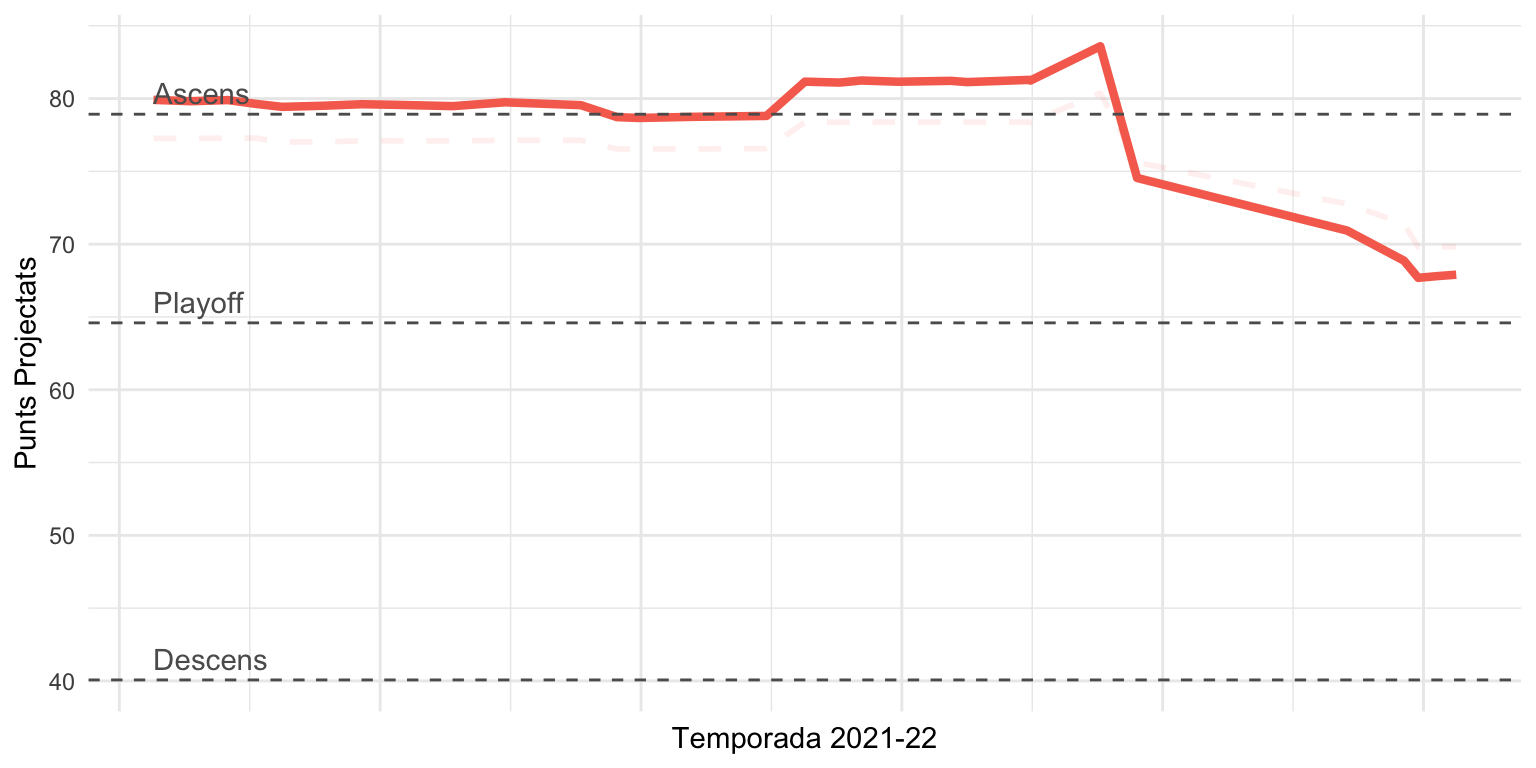 Ascens
80
70
Playoff
60
50
Descens
40
Punts Projectats
Temporada 2021-22